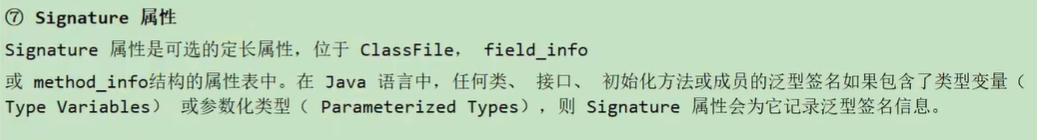 ⑦ Signature 属性
Signature 属性是可选的定长属性，位于 ClassFile， field_info
或 method_info结构的属性表中。在 Java 语言中，任何类、 接口、 初始化方法或成员的泛型签名如果包含了类型变量（
Type Variables） 或参数化类型（ Parameterized Types），则 Signature 属性会为它记录泛型签名信息。